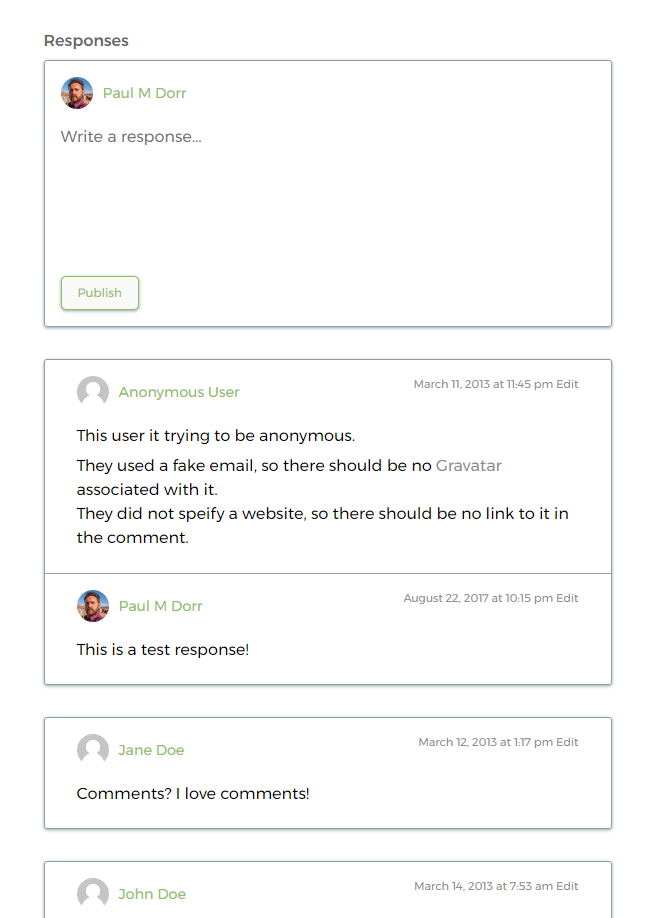 Responses
Paul M Dorr
Write a response...
Publish
Anonymous User
March 11, 2013 at 11:45 pm Edit
This user it trying to be anonymous.
They used a fake email, so there should be no Gravatar
associated with it.
They did not speify a website, so there should be no link to it in
the comment.
Paul M Dorr
August 22, 2017 at 10:15 pm Edit
This is a test response!
Jane Doe
March 12, 2013 at 1:17 pm Edit
Comments? I love comments!
John Doe
March 14, 2013 at 7:53 am Edit